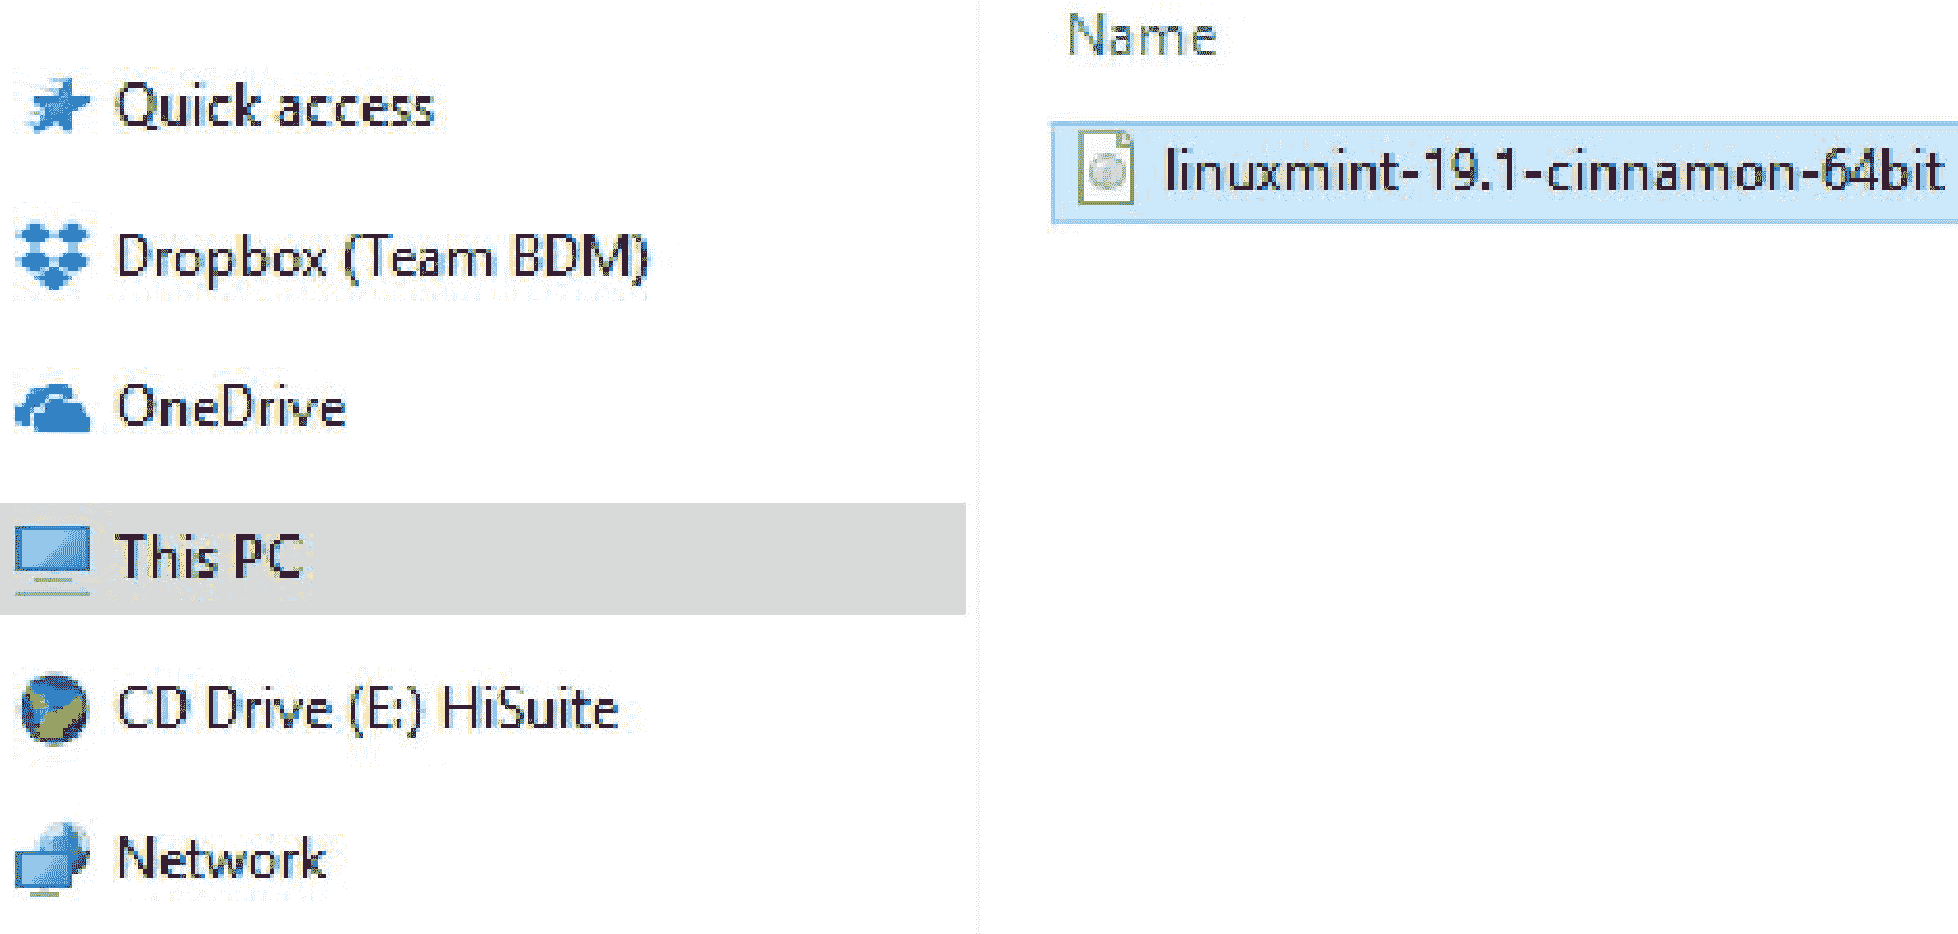 Quick access
Dropbox (Team BDM)
OneDrive
This PC
CD Drive (E:) HiSuite
Network
Name
linuxmint-19.1-cinnamon-64bit